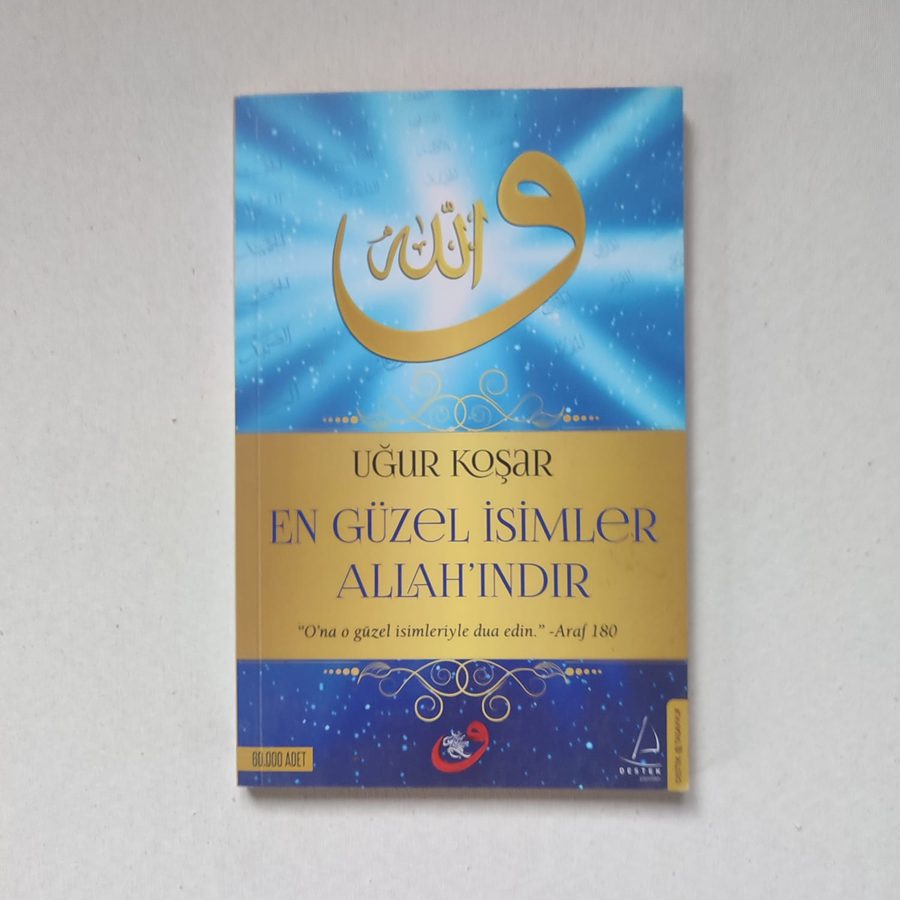 و
الله
UĞUR KOŞAR
EN GÜZEL İSİMLER
ALLAH'INDIR
"O'na o güzel isimleriyle dua edin." -Araf 180
و
80.000 ADET
DESTEK